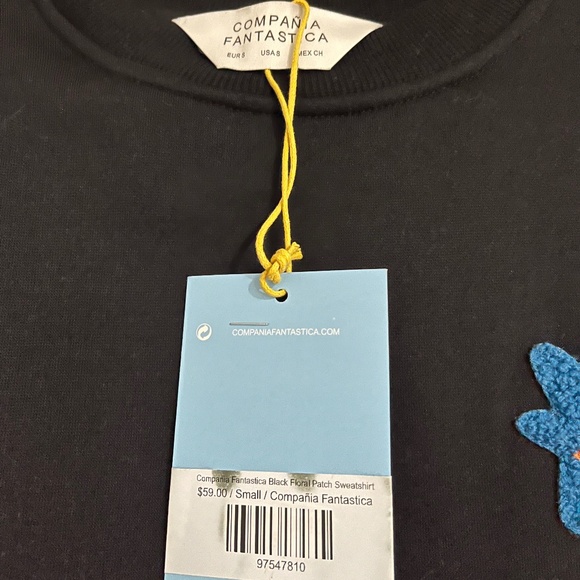 COMPAÑIA
FANTASTICA
EUR S USA S MEX CH
COMPANIAFANTASTICA.COM
Compañia Fantastica Black Floral Patch Sweatshirt
$59.00 / Small / Compañia Fantastica
97547810